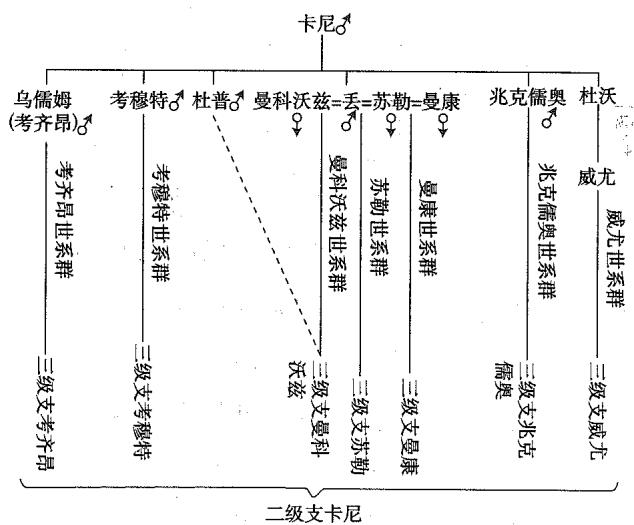 卡尼♂
乌儒姆
(考齐昂)♂
考穆特♂
杜普♂
曼科沃兹=丢=苏勒=曼康
♀ ♂ ♀ ♀
兆克儒奥
♂
杜沃
威尤
考齐昂世系群
考穆特世系群
曼科沃兹世系群
苏勒世系群
曼康世系群
兆克儒奥世系群
威尤世系群
三级支考齐昂
三级支考穆特
三级支曼科
沃兹
三级支苏勒
三级支曼康
三级支兆克
儒奥
三级支威尤
二级支卡尼